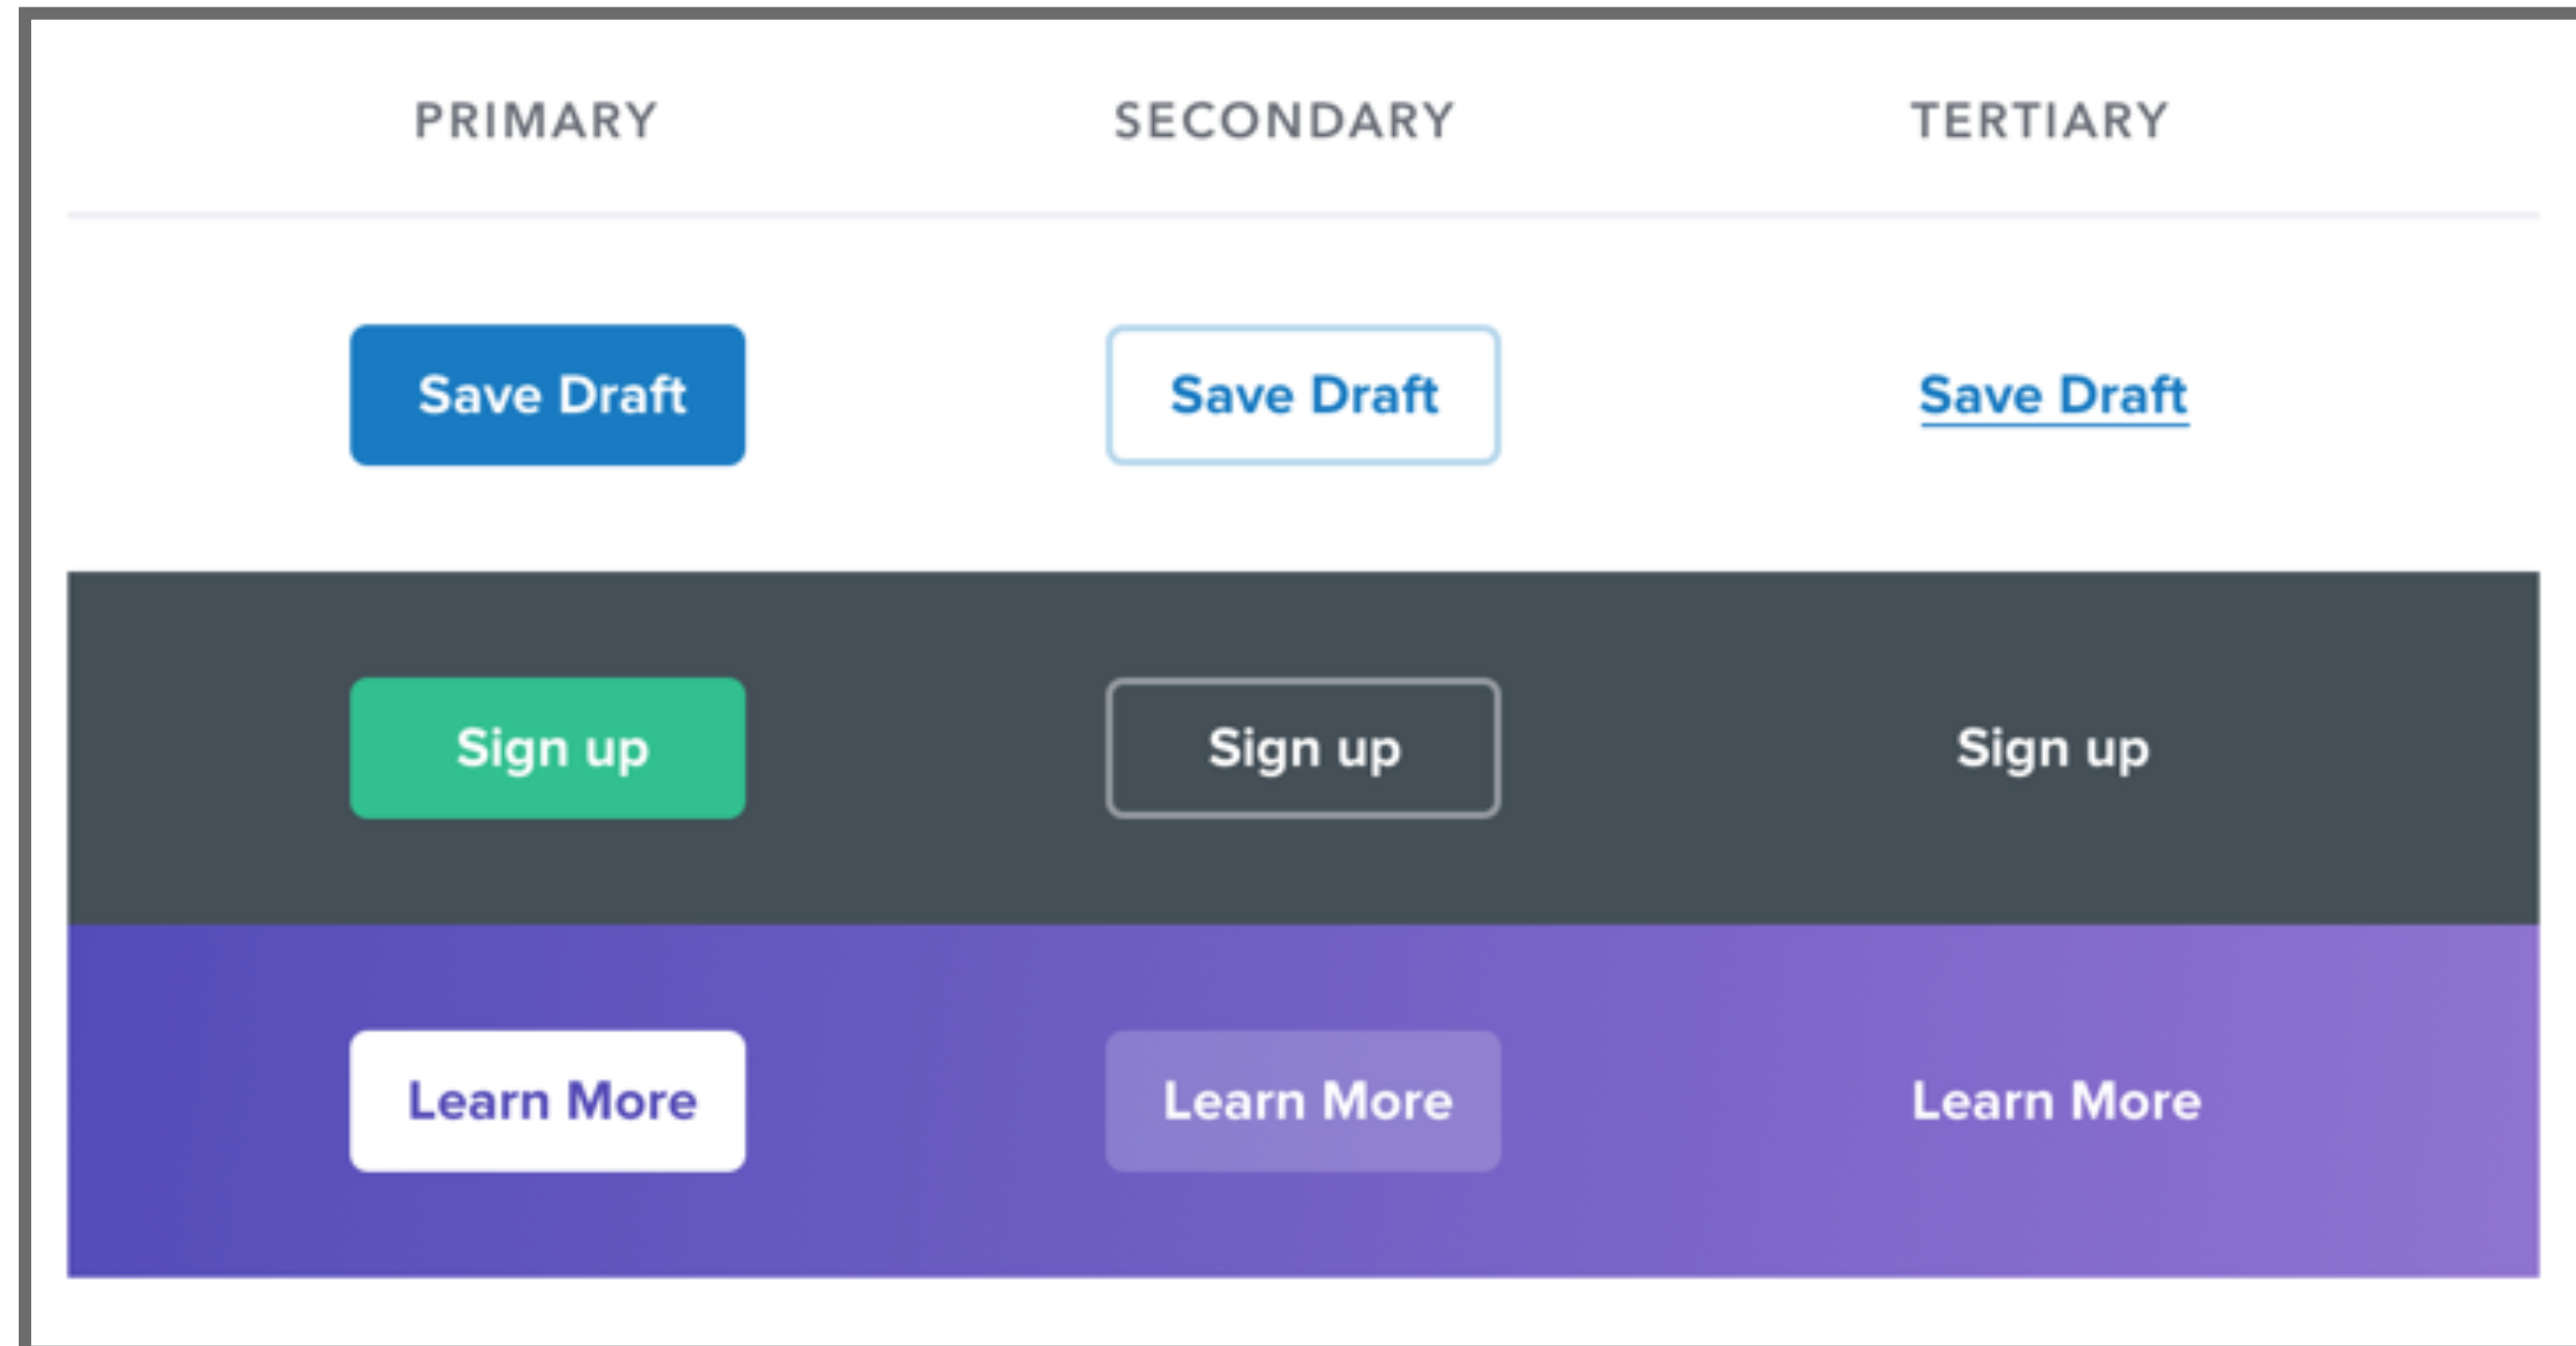 PRIMARY SECONDARY TERTIARY
Save Draft Save Draft Save Draft
Sign up Sign up Sign up
Learn More Learn More Learn More